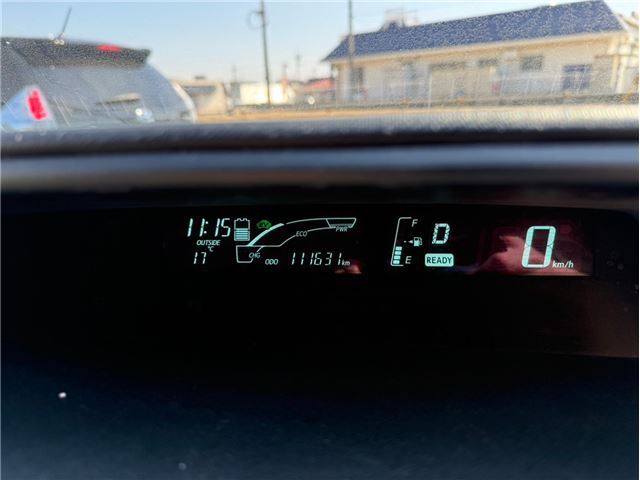 11:15
OUTSIDE
°C
17
ECO
PWR
CHG
ODO 111631 km
F
E
D
READY
0 km/h